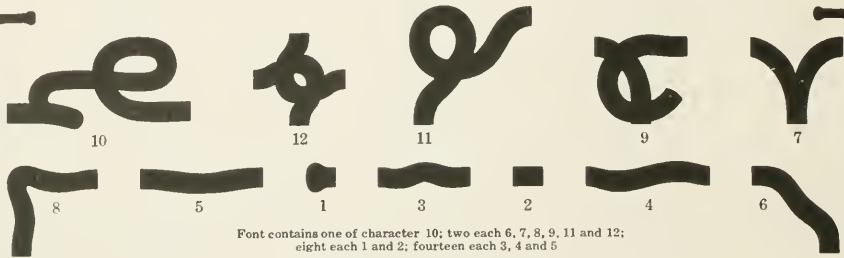 10 12 11 9 7
8 5 1 3 2 4 6
Font contains one of character 10; two each 6, 7, 8, 9, 11 and 12;
eight each 1 and 2; fourteen each 3, 4 and 5